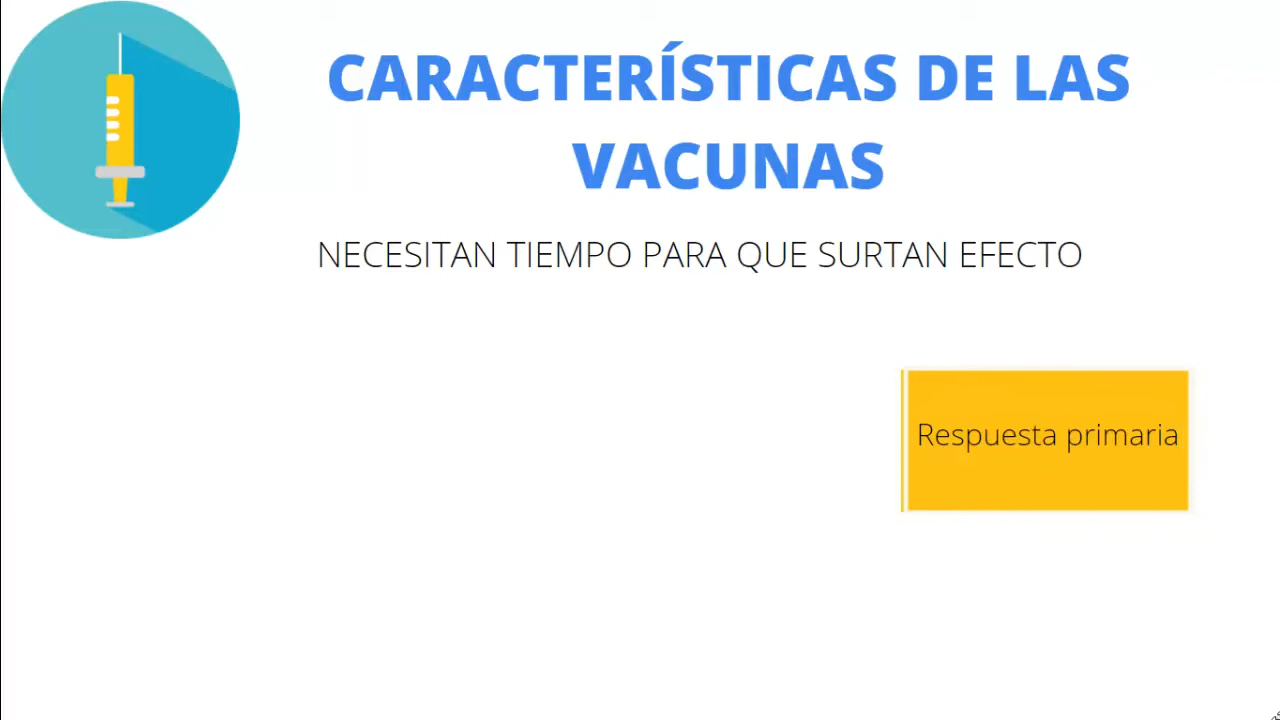 CARACTERÍSTICAS DE LAS
VACUNAS
NECESITAN TIEMPO PARA QUE SURTAN EFECTO
Respuesta primaria